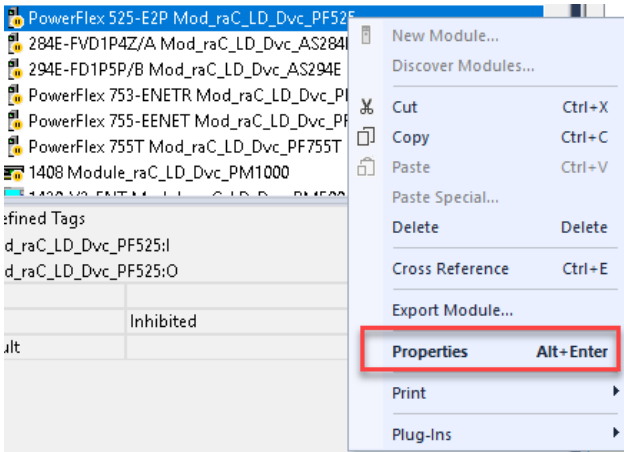 PowerFlex 525-E2P Mod_raC_LD_Dvc_PF525
284E-FVD1P4Z/A Mod_raC_LD_Dvc_AS284
294E-FD1P5P/B Mod_raC_LD_Dvc_AS294E
PowerFlex 753-ENETR Mod_raC_LD_Dvc_P
PowerFlex 755-EENET Mod_raC_LD_Dvc_PF
PowerFlex 755T Mod_raC_LD_Dvc_PF755T
1408 Module_raC_LD_Dvc_PM1000
efined Tags
d_raC_LD_Dvc_PF525:I
d_raC_LD_Dvc_PF525:O
Inhibited
ult
New Module...
Discover Modules...
Cut Ctrl+X
Copy Ctrl+C
Paste Ctrl+V
Paste Special...
Delete Delete
Cross Reference Ctrl+E
Export Module...
Properties Alt+Enter
Print
Plug-Ins